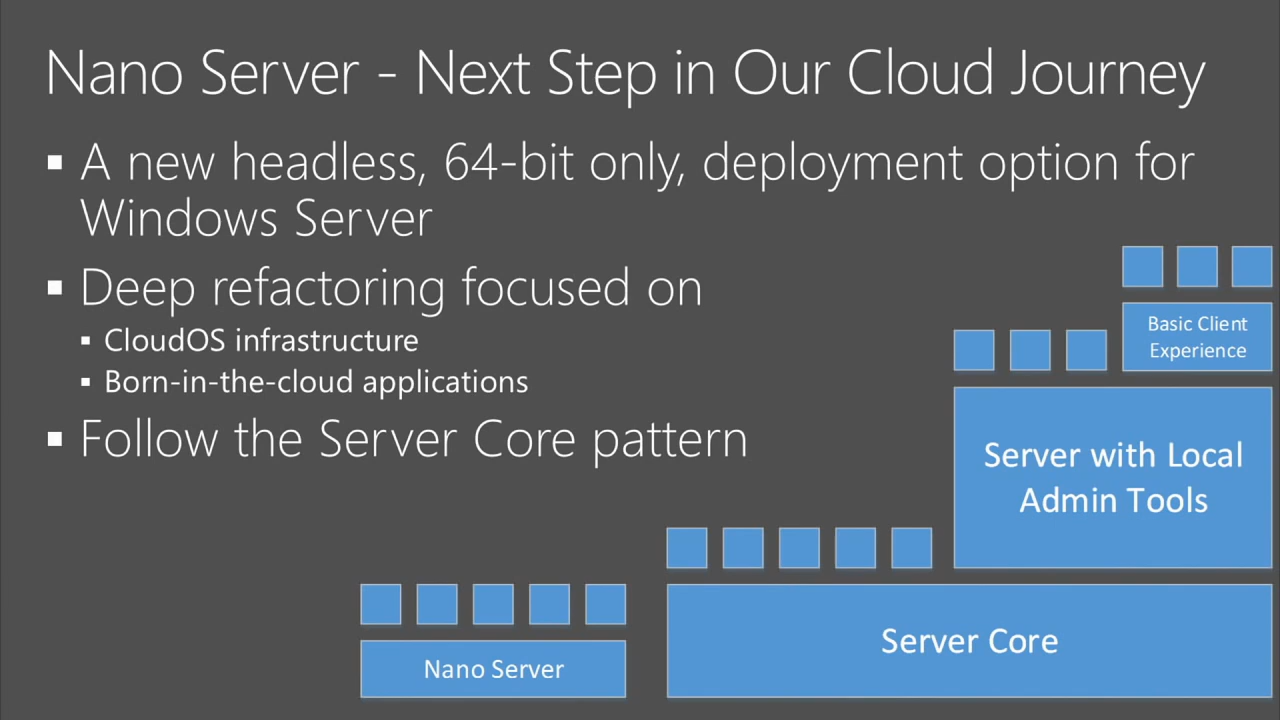 Nano Server - Next Step in Our Cloud Journey
▪ A new headless, 64-bit only, deployment option for
Windows Server
▪ Deep refactoring focused on
▪ CloudOS infrastructure
▪ Born-in-the-cloud applications
▪ Follow the Server Core pattern
Basic Client
Experience
Server with Local
Admin Tools
Server Core
Nano Server